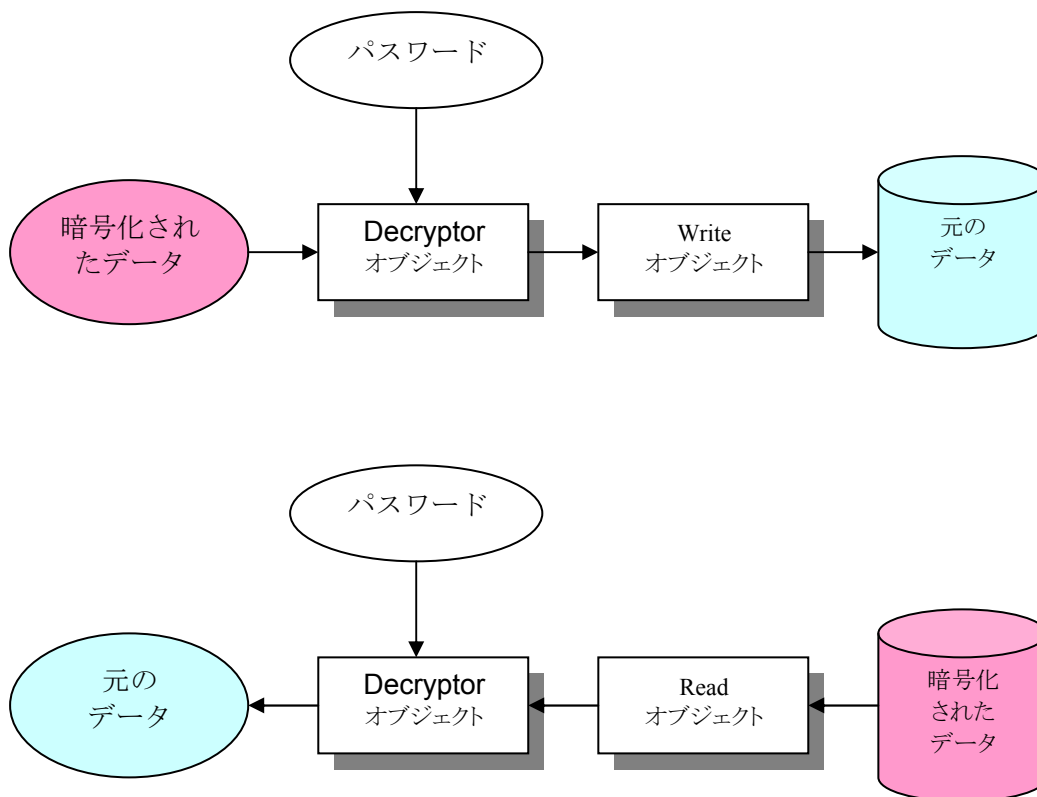 パスワード
暗号化され
たデータ
Decryptor
オブジェクト
Write
オブジェクト
元の
データ
パスワード
元の
データ
Decryptor
オブジェクト
Read
オブジェクト
暗号化
された
データ